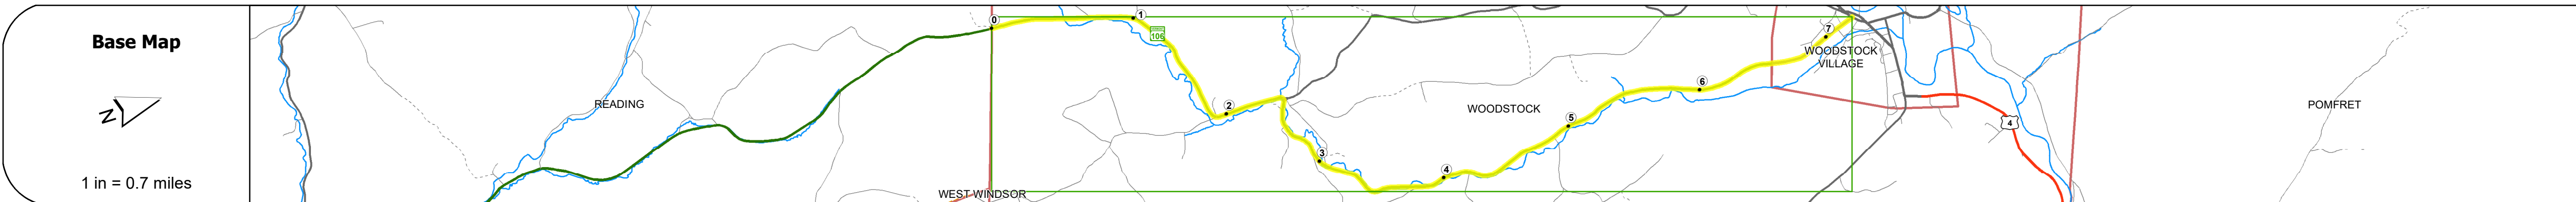 Base Map
N
1 in = 0.7 miles
READING
WEST WINDSOR
0
1
106
2
3
WOODSTOCK
4
5
6
7
WOODSTOCK
VILLAGE
4
POMFRET